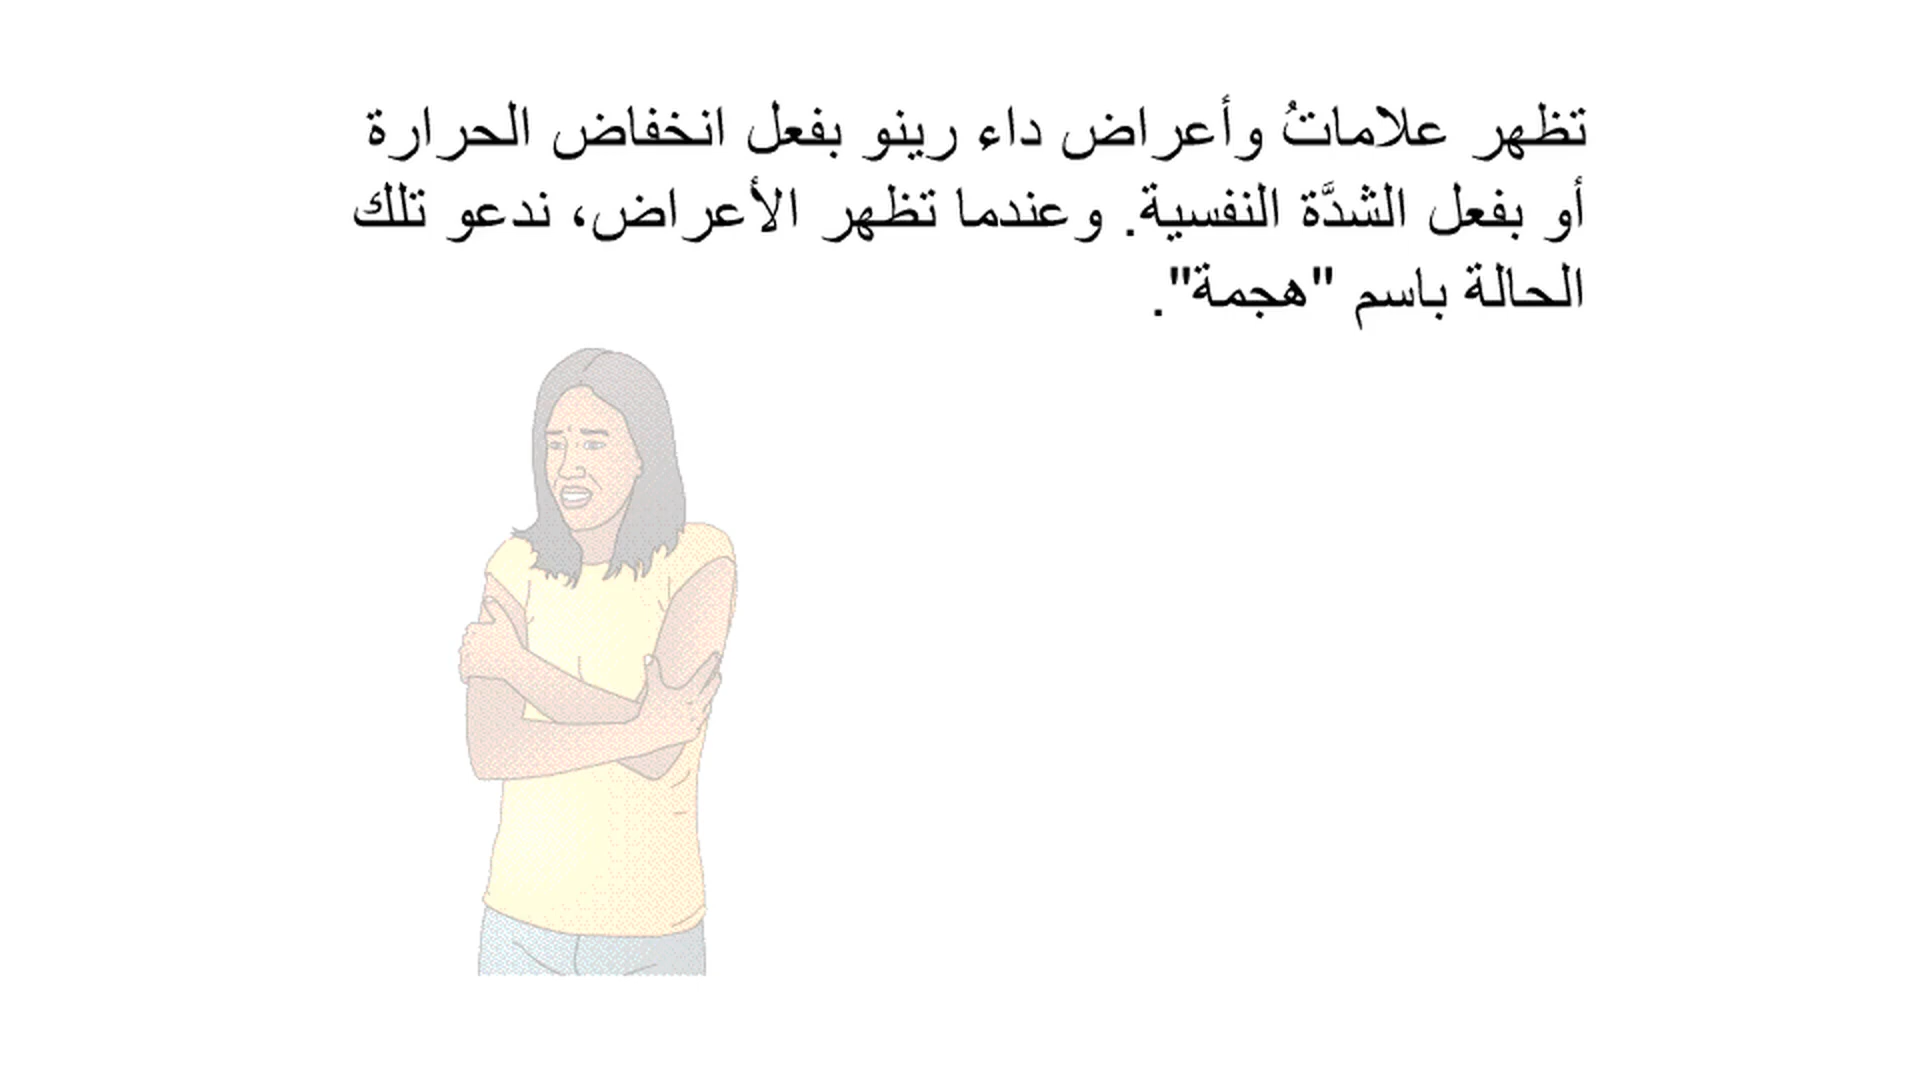 تظهر علاماتُ وأعراض داء رينو بفعل انخفاض الحرارة
أو بفعل الشدَّة النفسية. وعندما تظهر الأعراض، ندعو تلك
الحالة باسم "هجمة".